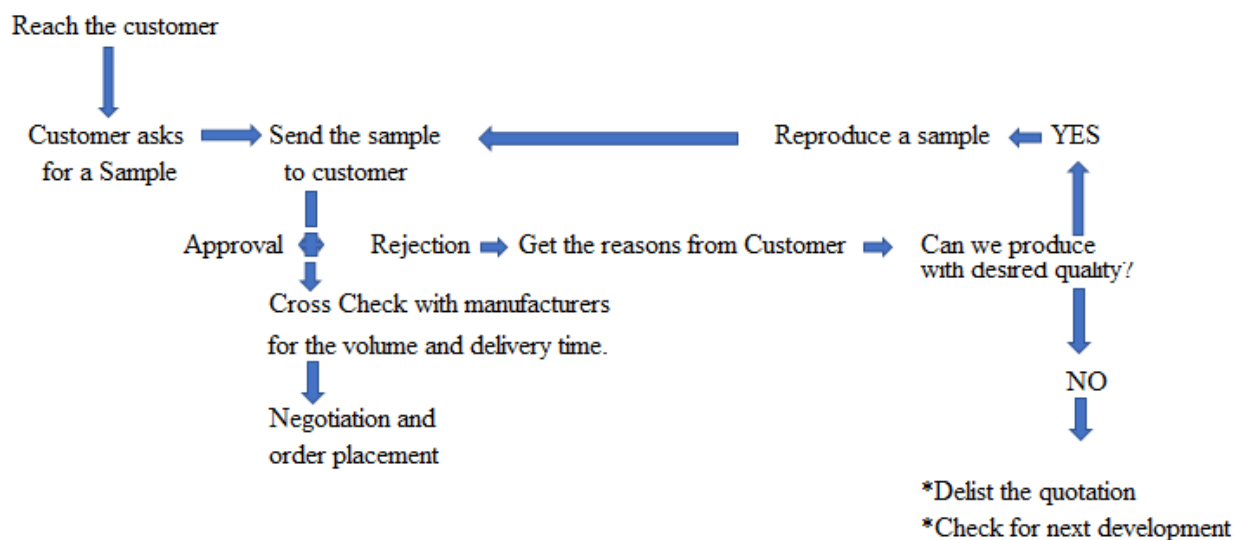 Reach the customer
Customer asks
for a Sample
Send the sample
to customer
Reproduce a sample
YES
Approval
Rejection
Get the reasons from Customer
Can we produce
with desired quality?
Cross Check with manufacturers
for the volume and delivery time.
NO
Negotiation and
order placement
*Delist the quotation
*Check for next development